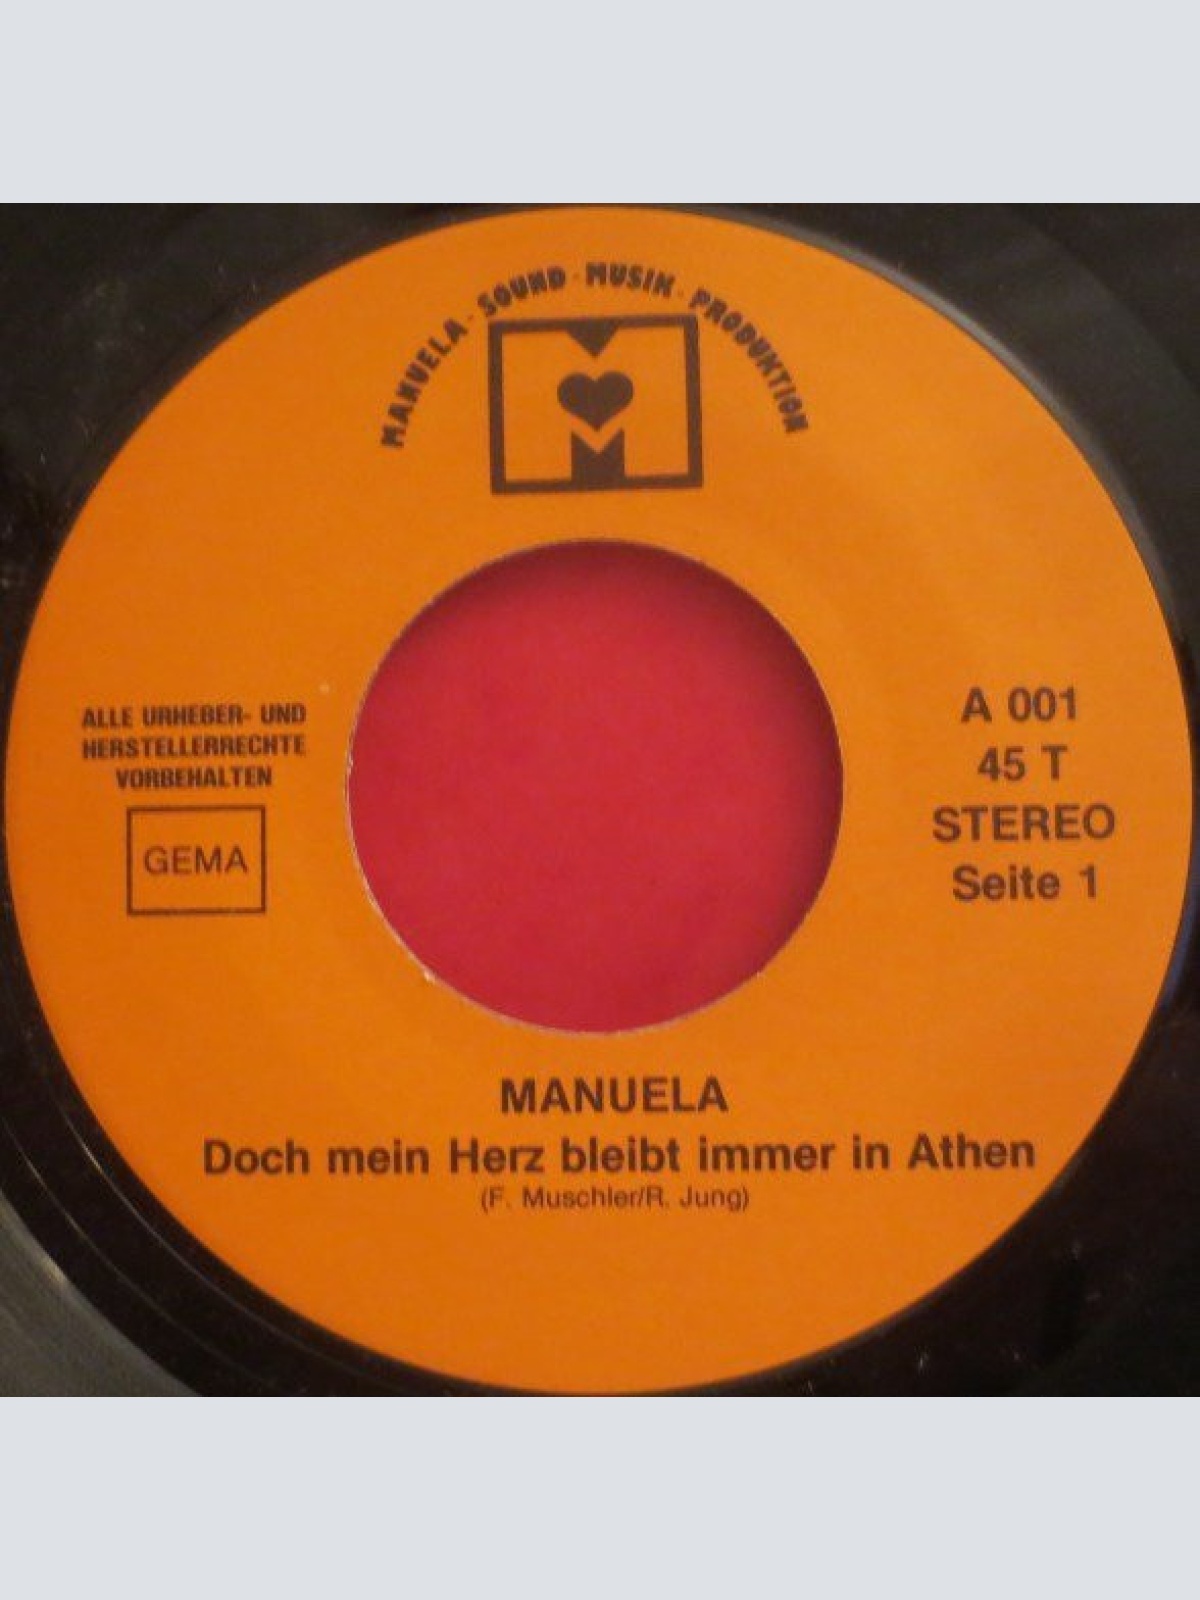 MANUELA - SOUND - MUSIK - PRODUKTION
M
ALLE URHEBER- UND
HERSTELLERRECHTE
VORBEHALTEN
GEMA
A 001
45 T
STEREO
Seite 1
MANUELA
Doch mein Herz bleibt immer in Athen
(F. Muschler/R. Jung)